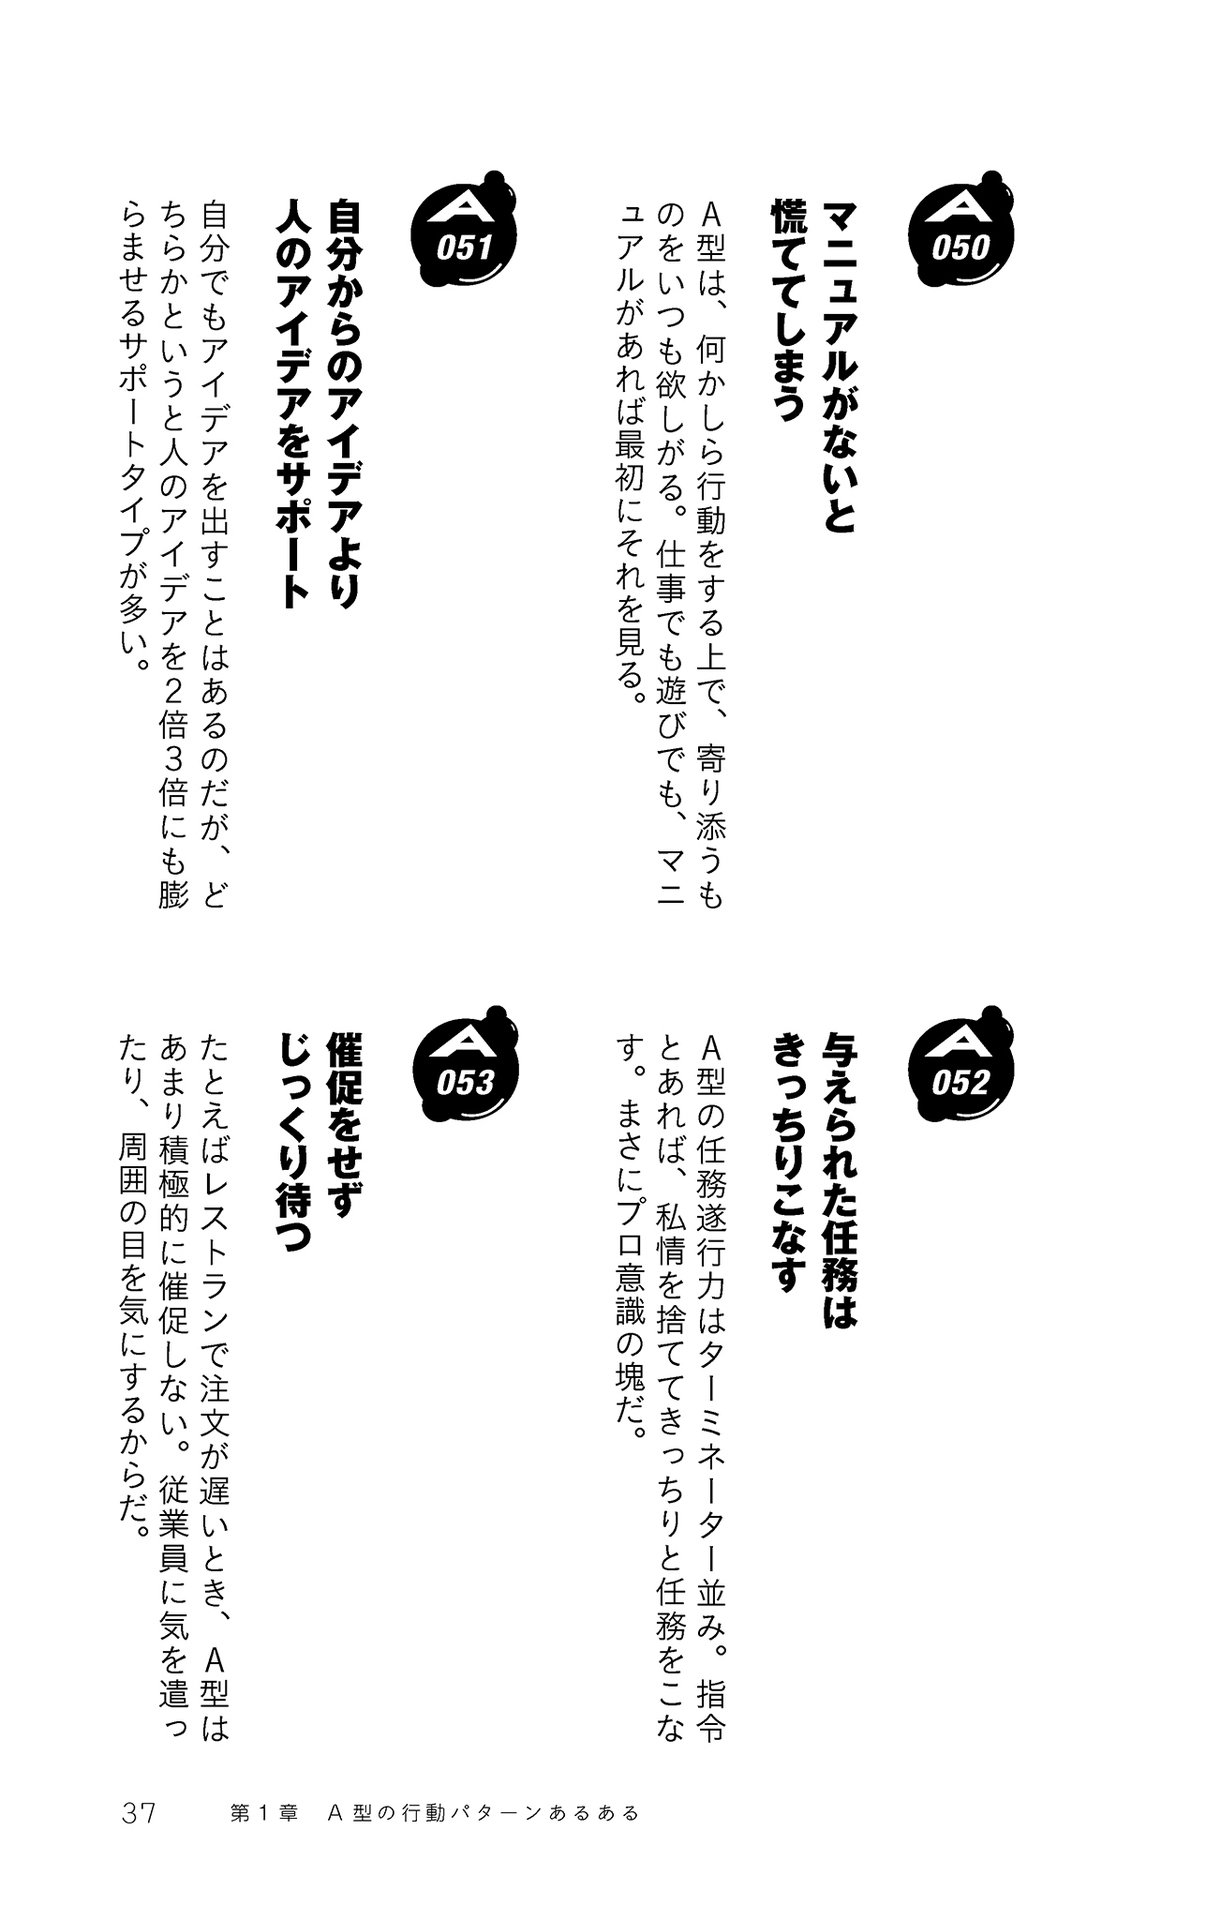 A
050
マニュアルがないと
慌ててしまう
A型は、何かしら行動をする上で、寄り添うも
のをいつも欲しがる。仕事でも遊びでも、マニ
ュアルがあれば最初にそれを見る。
A
051
自分からのアイデアより
人のアイデアをサポート
自分でもアイデアを出すことはあるのだが、ど
ちらかというと人のアイデアを2倍3倍にも膨
らませるサポートタイプが多い。
A
052
与えられた任務は
きっちりこなす
A型の任務遂行力はターミネーター並み。指令
とあれば、私情を捨ててきっちりと任務をこな
す。まさにプロ意識の塊だ。
A
053
催促をせず
じっくり待つ
たとえばレストランで注文が遅いとき、A型は
あまり積極的に催促しない。従業員に気を遣っ
たり、周囲の目を気にするからだ。
37 第1章 A型の行動パターンあるある